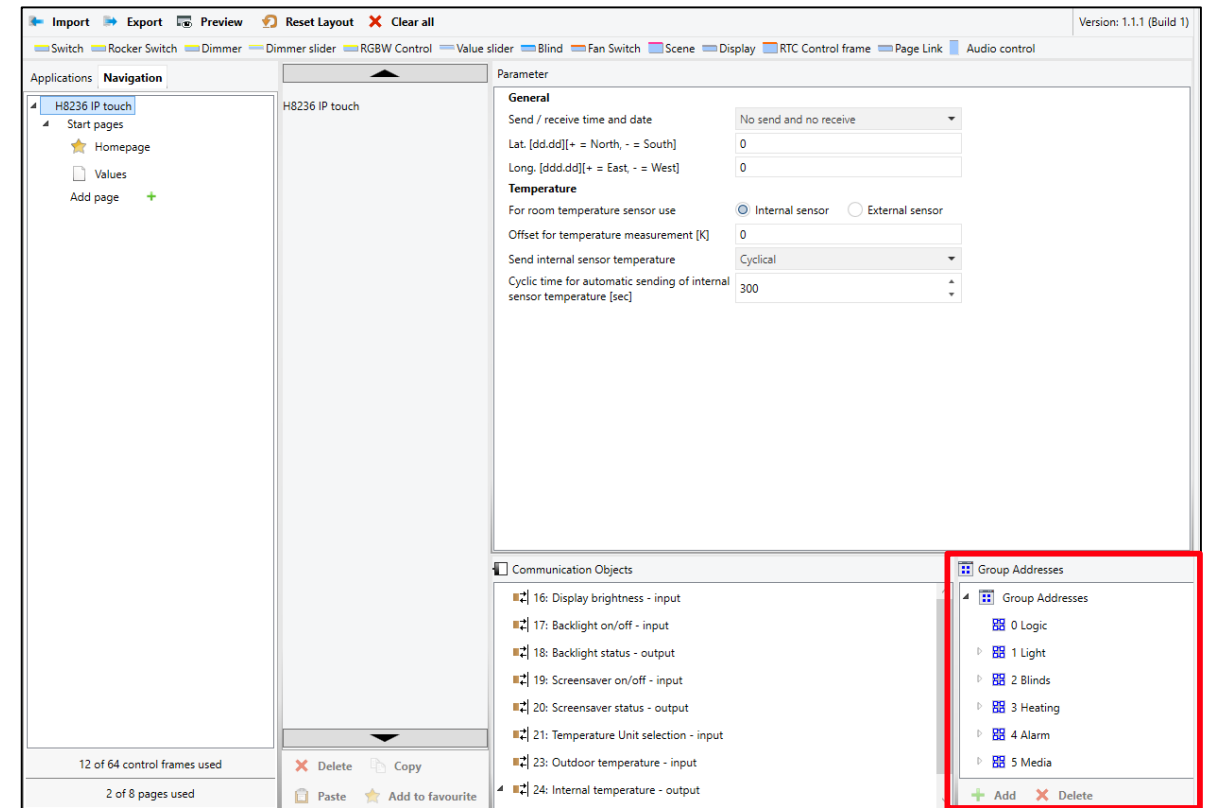 Import Export Preview Reset Layout Clear all Version: 1.1.1 (Build 1)
Switch Rocker Switch Dimmer Dimmer slider RGBW Control Value slider Blind Fan Switch Scene Display RTC Control frame Page Link Audio control
Applications Navigation
H8236 IP touch
Start pages
Homepage
Values
Add page +
12 of 64 control frames used
2 of 8 pages used
H8236 IP touch
Delete Copy
Paste Add to favourite
Parameter
General
Send / receive time and date No send and no receive
Lat. [dd.dd][+ = North, - = South] 0
Long. [ddd.dd][+ = East, - = West] 0
Temperature
For room temperature sensor use Internal sensor External sensor
Offset for temperature measurement [K] 0
Send internal sensor temperature Cyclical
Cyclic time for automatic sending of internal
sensor temperature [sec] 300
Communication Objects
16: Display brightness - input
17: Backlight on/off - input
18: Backlight status - output
19: Screensaver on/off - input
20: Screensaver status - output
21: Temperature Unit selection - input
23: Outdoor temperature - input
24: Internal temperature - output
Group Addresses
Group Addresses
0 Logic
1 Light
2 Blinds
3 Heating
4 Alarm
5 Media
Add Delete